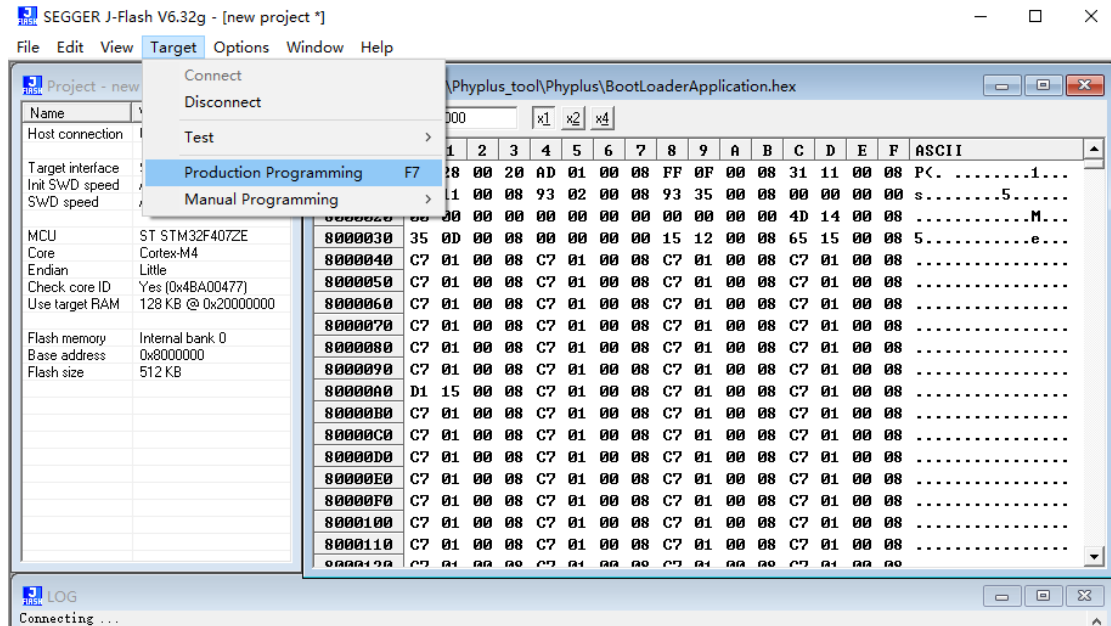 SEGGER J-Flash V6.32g - [new project *]
File Edit View Target Options Window Help
Project - new
\Phyplus_tool\Phyplus\BootLoaderApplication.hex
Connect
Disconnect
Test
Production Programming F7
Manual Programming
Name
Host connection
Target interface
Init SWD speed
SWD speed
MCU ST STM32F407ZE
Core Cortex-M4
Endian Little
Check core ID Yes (0x4BA00477)
Use target RAM 128 KB @ 0x20000000
Flash memory Internal bank 0
Base address 0x8000000
Flash size 512 KB
x1 x2 x4
1 2 3 4 5 6 7 8 9 A B C D E F ASCII
00 20 AD 01 00 08 FF 0F 00 08 31 11 00 08 P<. ........1...
00 08 93 02 00 08 93 35 00 08 00 00 00 00 s........5.....
00 00 00 00 00 00 00 00 00 00 4D 14 00 08 ............M...
8000030 35 0D 00 08 00 00 00 00 15 12 00 08 65 15 00 08 5...........e...
8000040 C7 01 00 08 C7 01 00 08 C7 01 00 08 C7 01 00 08 ................
8000050 C7 01 00 08 C7 01 00 08 C7 01 00 08 C7 01 00 08 ................
8000060 C7 01 00 08 C7 01 00 08 C7 01 00 08 C7 01 00 08 ................
8000070 C7 01 00 08 C7 01 00 08 C7 01 00 08 C7 01 00 08 ................
8000080 C7 01 00 08 C7 01 00 08 C7 01 00 08 C7 01 00 08 ................
8000090 C7 01 00 08 C7 01 00 08 C7 01 00 08 C7 01 00 08 ................
80000A0 D1 15 00 08 C7 01 00 08 C7 01 00 08 C7 01 00 08 ................
80000B0 C7 01 00 08 C7 01 00 08 C7 01 00 08 C7 01 00 08 ................
80000C0 C7 01 00 08 C7 01 00 08 C7 01 00 08 C7 01 00 08 ................
80000D0 C7 01 00 08 C7 01 00 08 C7 01 00 08 C7 01 00 08 ................
80000E0 C7 01 00 08 C7 01 00 08 C7 01 00 08 C7 01 00 08 ................
80000F0 C7 01 00 08 C7 01 00 08 C7 01 00 08 C7 01 00 08 ................
8000100 C7 01 00 08 C7 01 00 08 C7 01 00 08 C7 01 00 08 ................
8000110 C7 01 00 08 C7 01 00 08 C7 01 00 08 C7 01 00 08 ................
LOG
Connecting ...